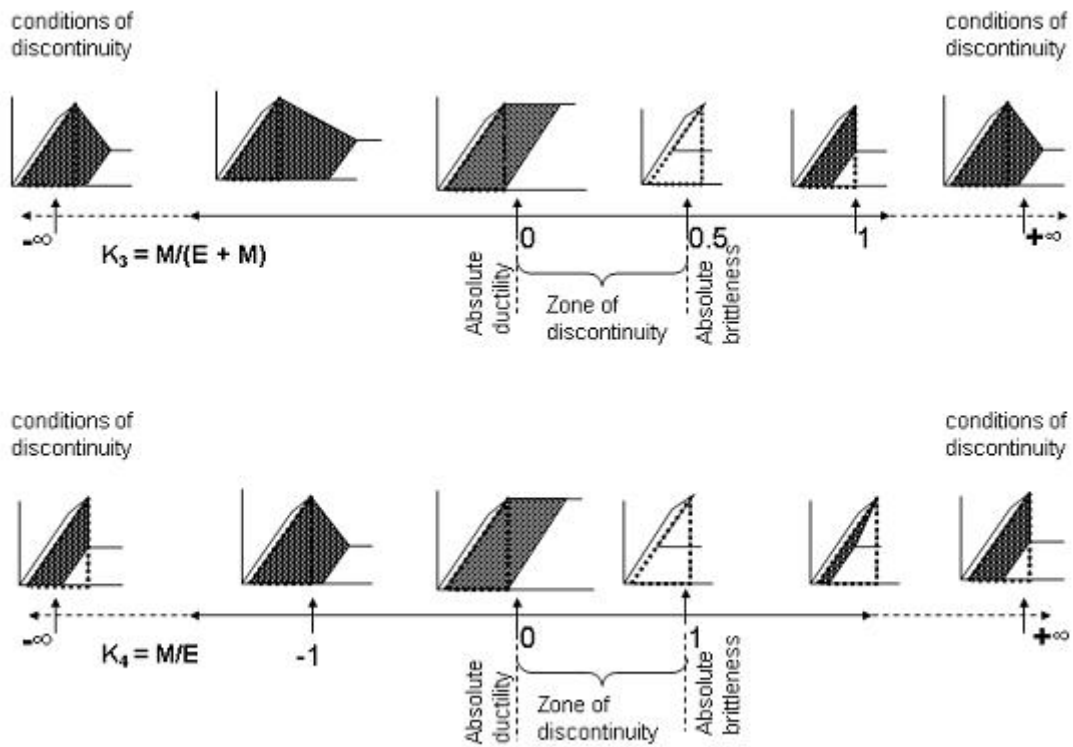 conditions of
discontinuity
conditions of
discontinuity
-∞
K₃ = M/(E + M)
0
0.5
1
+∞
Absolute
ductility
Zone of
discontinuity
Absolute
brittleness
conditions of
discontinuity
conditions of
discontinuity
-∞
K₄ = M/E
-1
0
1
+∞
Absolute
ductility
Zone of
discontinuity
Absolute
brittleness